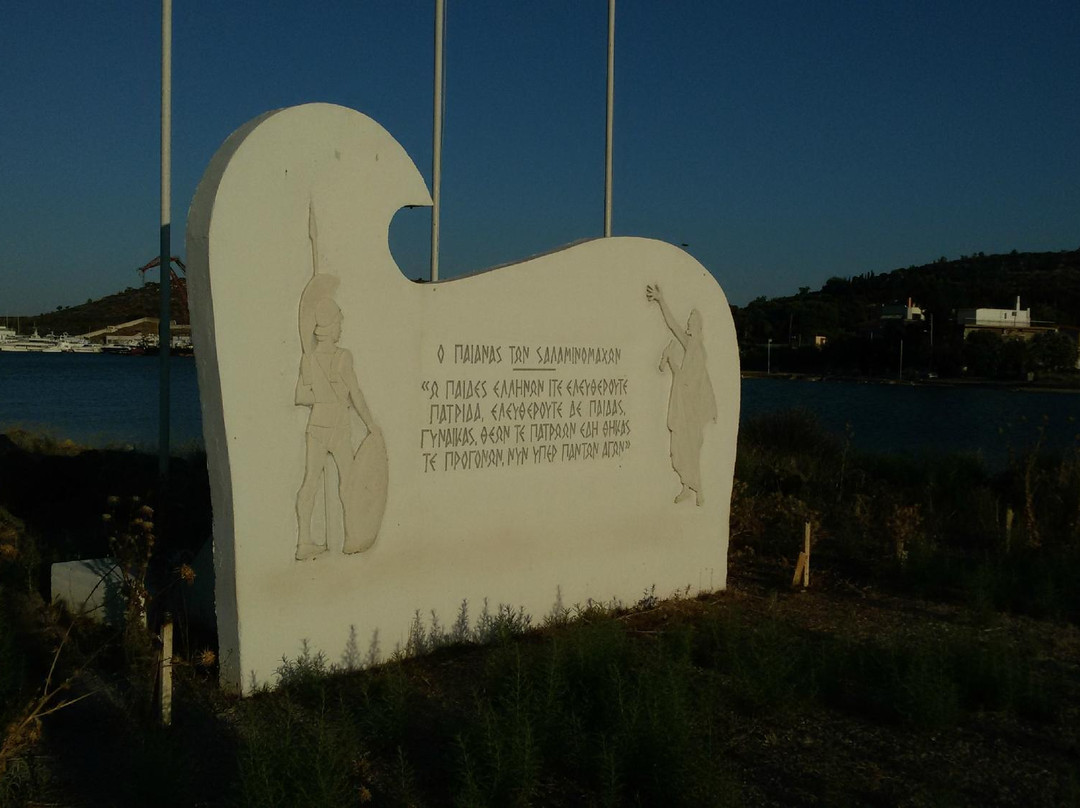 Ο ΠΑΙΑΝΑΣ ΤΩΝ ΣΑΛΑΜΙΝΟΜΑΧΩΝ
“Ω ΠΑΙΔΕΣ ΕΛΛΗΝΩΝ ΙΤΕ ΕΛΕΥΘΕΡΟΥΤΕ
ΠΑΤΡΙΔΑ, ΕΛΕΥΘΕΡΟΥΤΕ ΔΕ ΠΑΙΔΑΣ,
ΓΥΝΑΙΚΑΣ, ΘΕΩΝ ΤΕ ΠΑΤΡΩΩΝ ΕΔΗ ΘΗΚΑΣ
ΤΕ ΠΡΟΓΟΝΩΝ, ΝΥΝ ΥΠΕΡ ΠΑΝΤΩΝ ΑΓΩΝ”